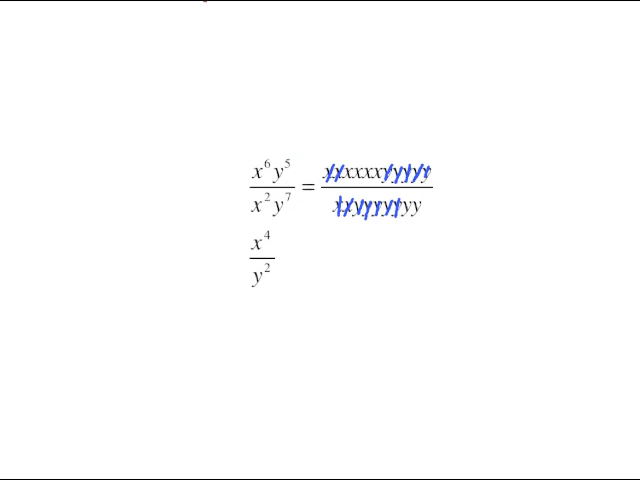 x⁶y⁵ / x²y⁷ = xxxxxxyyyyy / xxyyyyyyy
x⁴ / y²